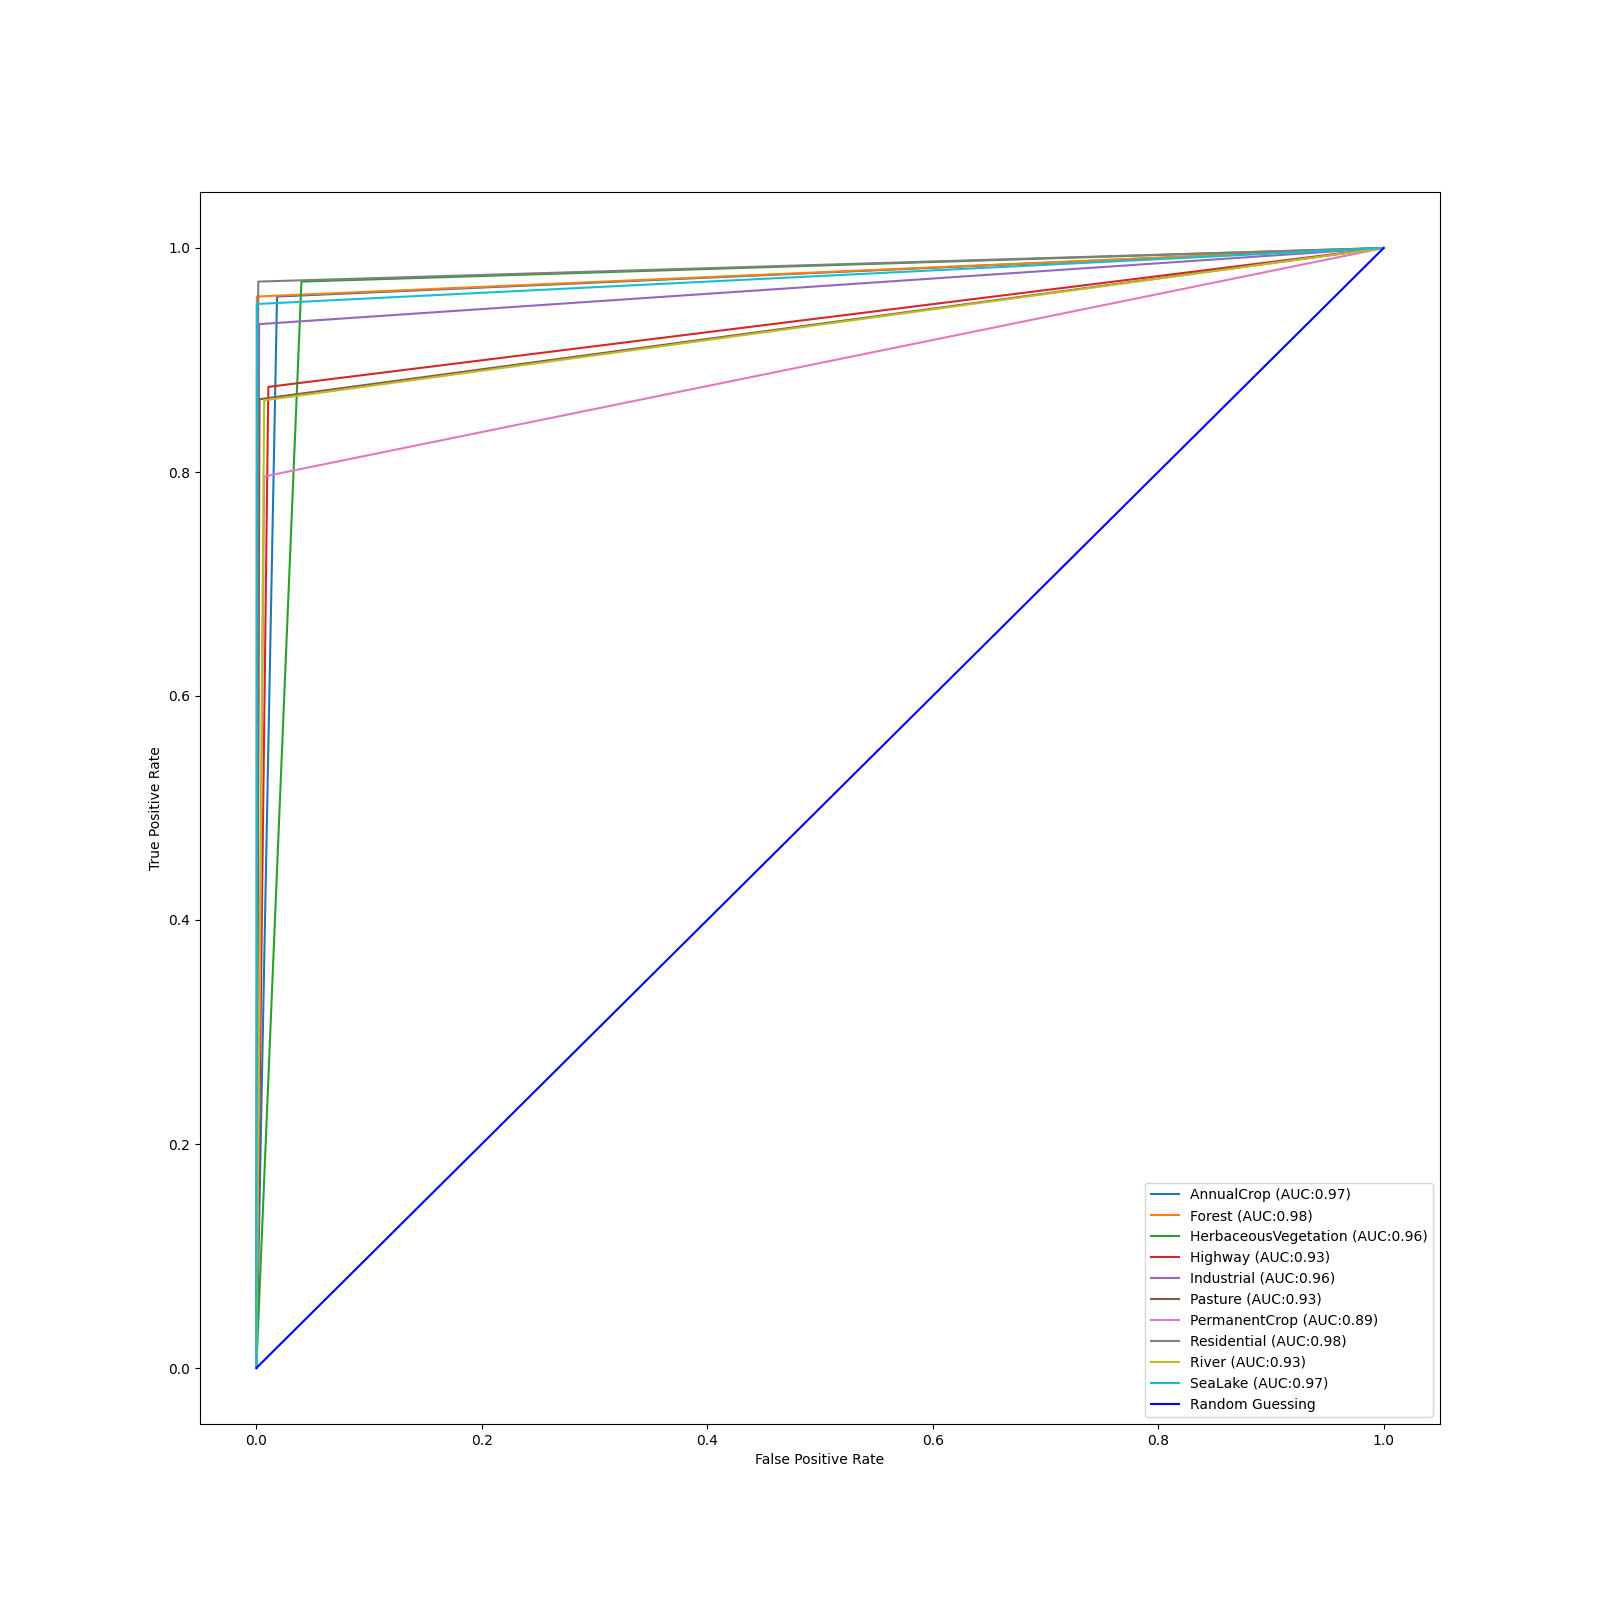 1.0
0.8
0.6
0.4
0.2
0.0
True Positive Rate
AnnualCrop (AUC:0.97)
Forest (AUC:0.98)
HerbaceousVegetation (AUC:0.96)
Highway (AUC:0.93)
Industrial (AUC:0.96)
Pasture (AUC:0.93)
PermanentCrop (AUC:0.89)
Residential (AUC:0.98)
River (AUC:0.93)
SeaLake (AUC:0.97)
Random Guessing
0.0 0.2 0.4 0.6 0.8 1.0
False Positive Rate